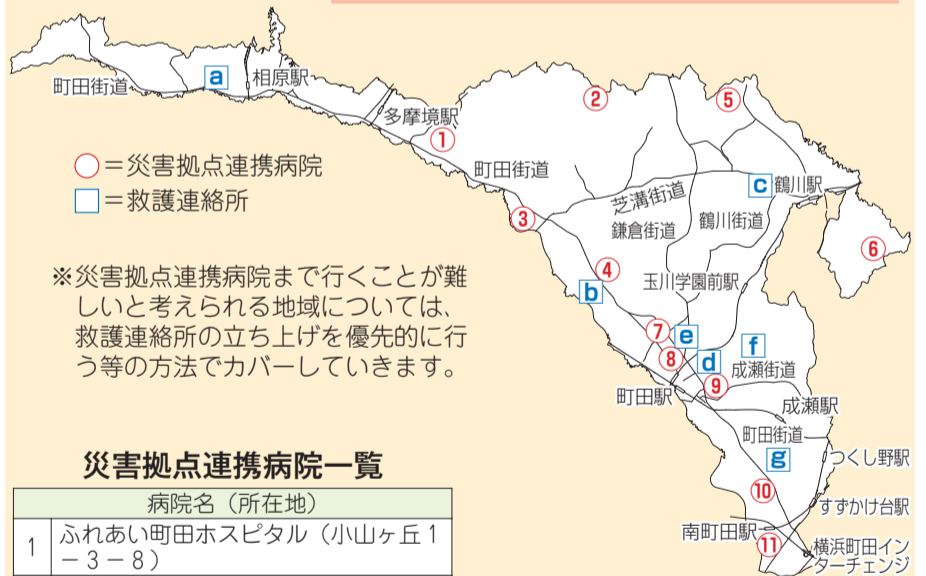 町田街道
a
相原駅
多摩境駅
1
2
5
○=災害拠点連携病院
□=救護連絡所
町田街道
3
芝溝街道
c
鶴川駅
鎌倉街道
鶴川街道
6
4
b
玉川学園前駅
※災害拠点連携病院まで行くことが難
しいと考えられる地域については、
救護連絡所の立ち上げを優先的に行
う等の方法でカバーしていきます。
7
e
8
d
f
成瀬街道
9
町田駅
成瀬駅
町田街道
g
つくし野駅
10
すずかけ台駅
南町田駅
11
横浜町田イン
ターチェンジ
災害拠点連携病院一覧
病院名（所在地）
1 ふれあい町田ホスピタル（小山ヶ丘1
－3－8）